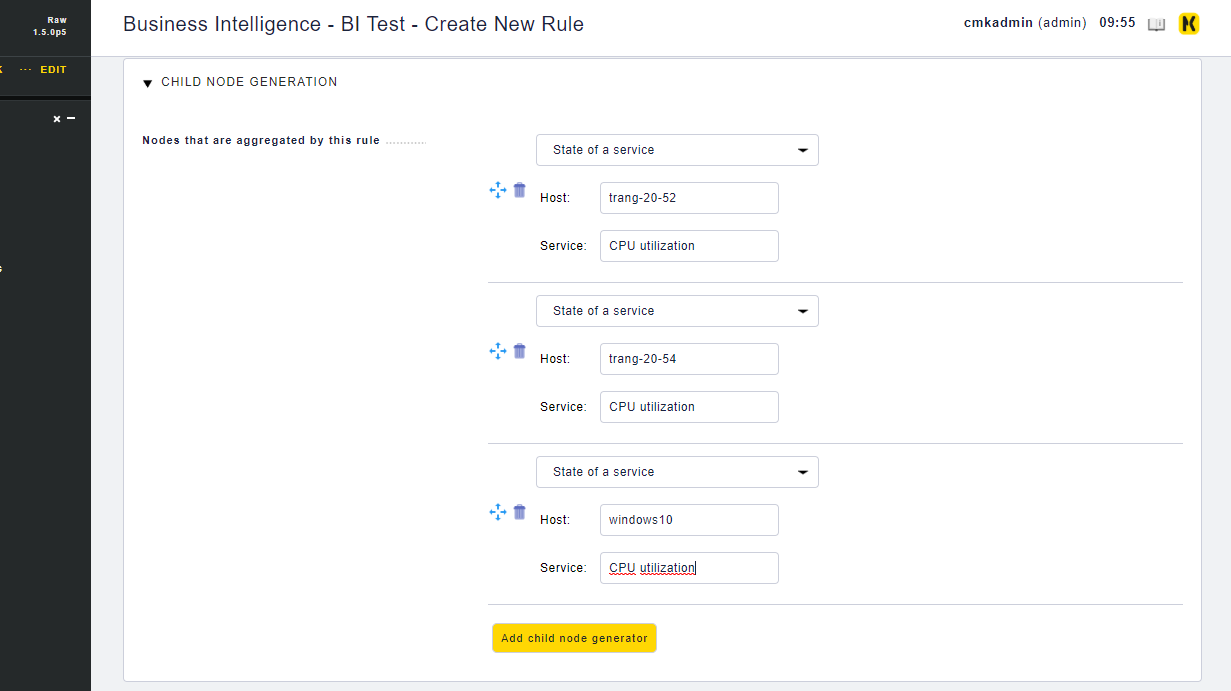 Raw
1.5.0p5
EDIT
Business Intelligence - BI Test - Create New Rule
cmkadmin (admin) 09:55
CHILD NODE GENERATION
Nodes that are aggregated by this rule
State of a service
Host: trang-20-52
Service: CPU utilization
State of a service
Host: trang-20-54
Service: CPU utilization
State of a service
Host: windows10
Service: CPU utilization
Add child node generator